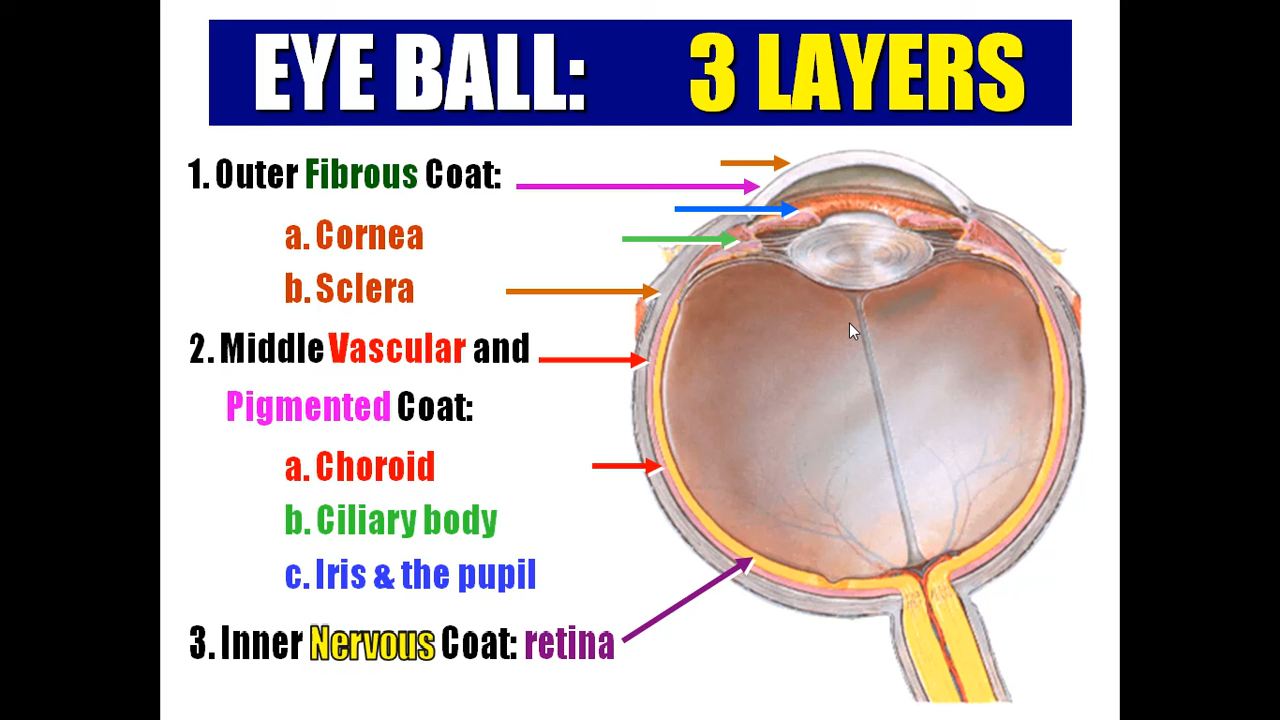 EYE BALL: 3 LAYERS
1. Outer Fibrous Coat:
a. Cornea
b. Sclera
2. Middle Vascular and
Pigmented Coat:
a. Choroid
b. Ciliary body
c. Iris & the pupil
3. Inner Nervous Coat: retina